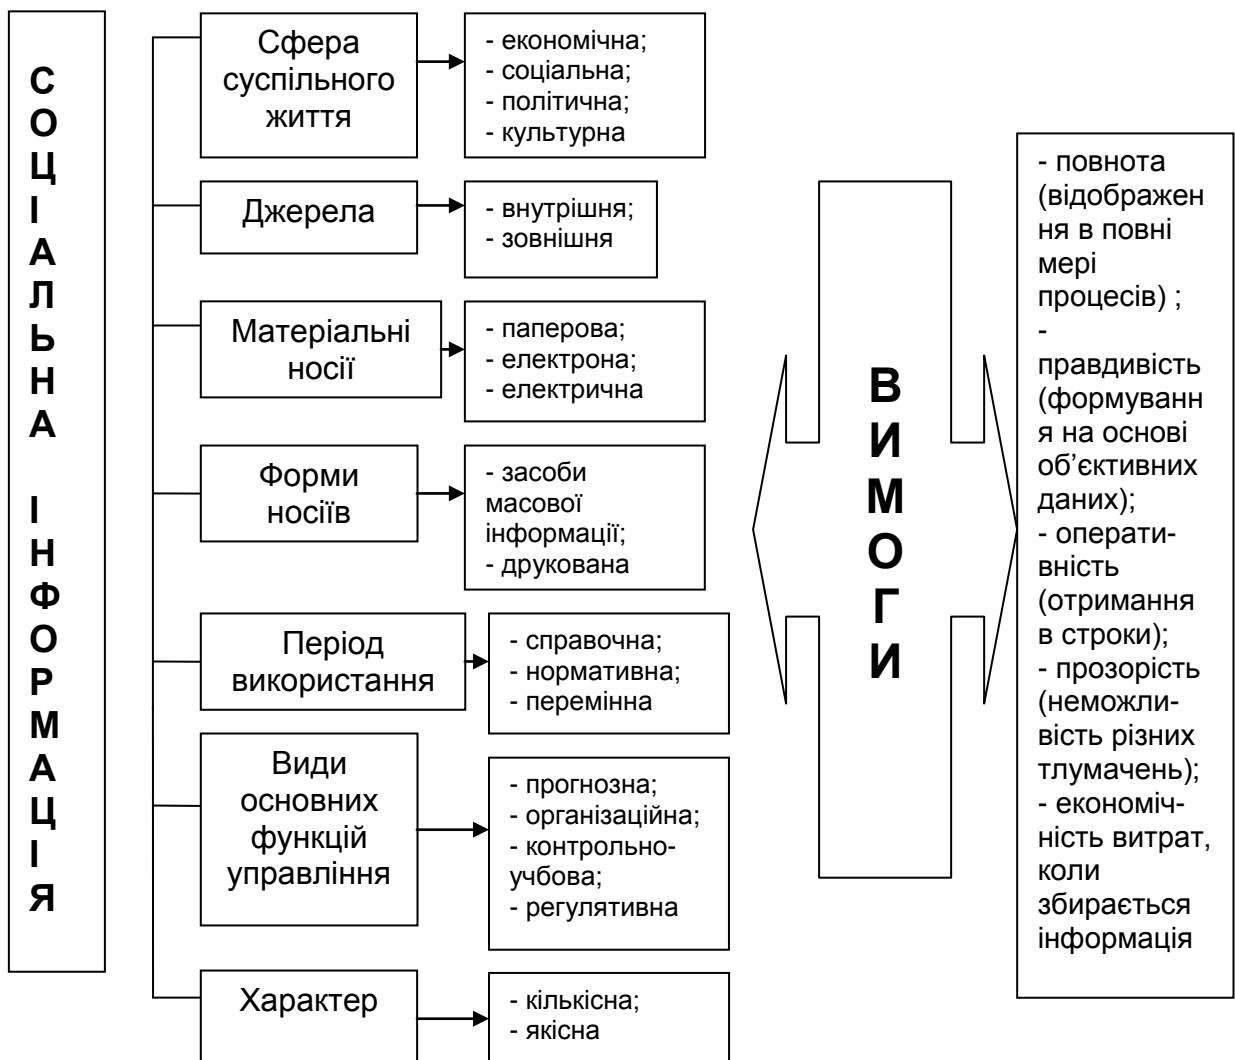 СОЦІАЛЬНА ІНФОРМАЦІЯ
Сфера
суспільного
життя
- економічна;
- соціальна;
- політична;
- культурна
Джерела
- внутрішня;
- зовнішня
Матеріальні
носії
- паперова;
- електрона;
- електрична
Форми
носіїв
- засоби
масової
інформації;
- друкована
Період
використання
- справочна;
- нормативна;
- перемінна
Види
основних
функцій
управління
- прогнозна;
- організаційна;
- контрольно-
учбова;
- регулятивна
Характер
- кількісна;
- якісна
ВИМОГИ
- повнота
(відображен
ня в повні
мері
процесів) ;
-
правдивість
(формуванн
я на основі
об’єктивних
даних);
- операти-
вність
(отримання
в строки);
- прозорість
(неможли-
вість різних
тлумачень);
- економіч-
ність витрат,
коли
збирається
інформація